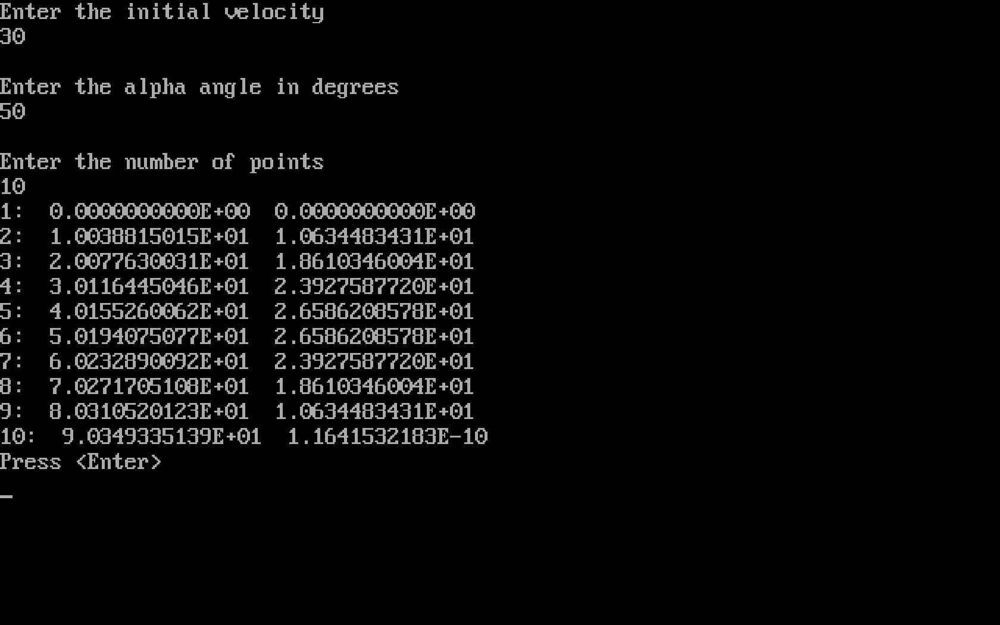 Enter the initial velocity
30
Enter the alpha angle in degrees
50
Enter the number of points
10
1:  0.0000000000E+00  0.0000000000E+00
2:  1.0038815015E+01  1.0634483431E+01
3:  2.0077630031E+01  1.8610346004E+01
4:  3.0116445046E+01  2.3927587720E+01
5:  4.0155260062E+01  2.6586208578E+01
6:  5.0194075077E+01  2.6586208578E+01
7:  6.0232890092E+01  2.3927587720E+01
8:  7.0271705108E+01  1.8610346004E+01
9:  8.0310520123E+01  1.0634483431E+01
10:  9.0349335139E+01  1.1641532183E-10
Press <Enter>
_